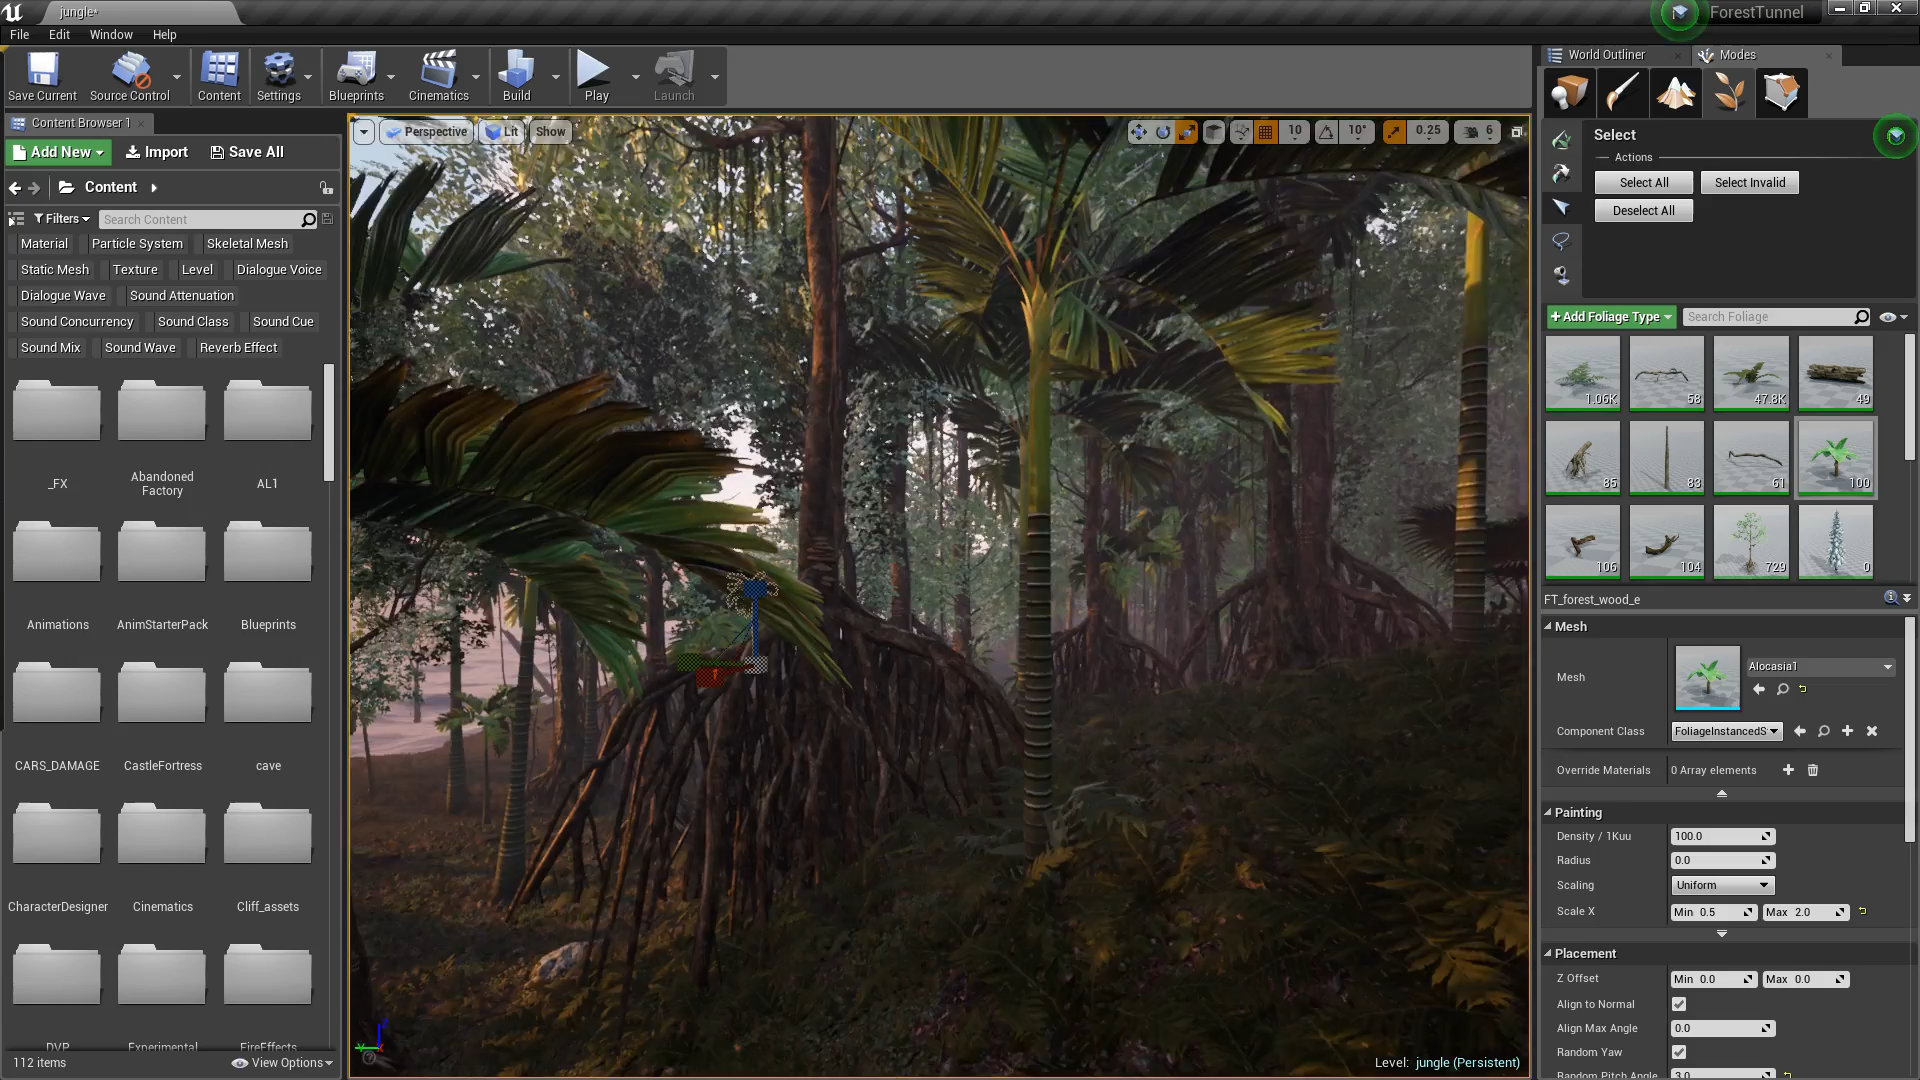 jungle*
ForestTunnel
File Edit Window Help
World Outliner
Modes
Save Current
Source Control
Content
Settings
Blueprints
Cinematics
Build
Play
Launch
Content Browser 1
Add New
Import
Save All
Content
Filters
Search Content
Material Particle System Skeletal Mesh
Static Mesh Texture Level Dialogue Voice
Dialogue Wave Sound Attenuation
Sound Concurrency Sound Class Sound Cue
Sound Mix Sound Wave Reverb Effect
_FX
Abandoned
Factory
AL1
Animations AnimStarterPack Blueprints
CARS_DAMAGE CastleFortress cave
CharacterDesigner Cinematics Cliff_assets
DVP Experimental FireEffects
112 items
View Options
Perspective Lit Show
10 10° 0.25 6
Level: jungle (Persistent)
Select
Actions
Select All Select Invalid
Deselect All
+ Add Foliage Type
Search Foliage
1.06K 58 47.8K 49
85 83 61 100
106 104 729 0
FT_forest_wood_e
Mesh
Mesh
Alocasia1
Component Class FoliageInstancedS
Override Materials 0 Array elements
Painting
Density / 1Kuu 100.0
Radius 0.0
Scaling Uniform
Scale X Min 0.5 Max 2.0
Placement
Z Offset Min 0.0 Max 0.0
Align to Normal
Align Max Angle 0.0
Random Yaw
Random Pitch Angle 3.0